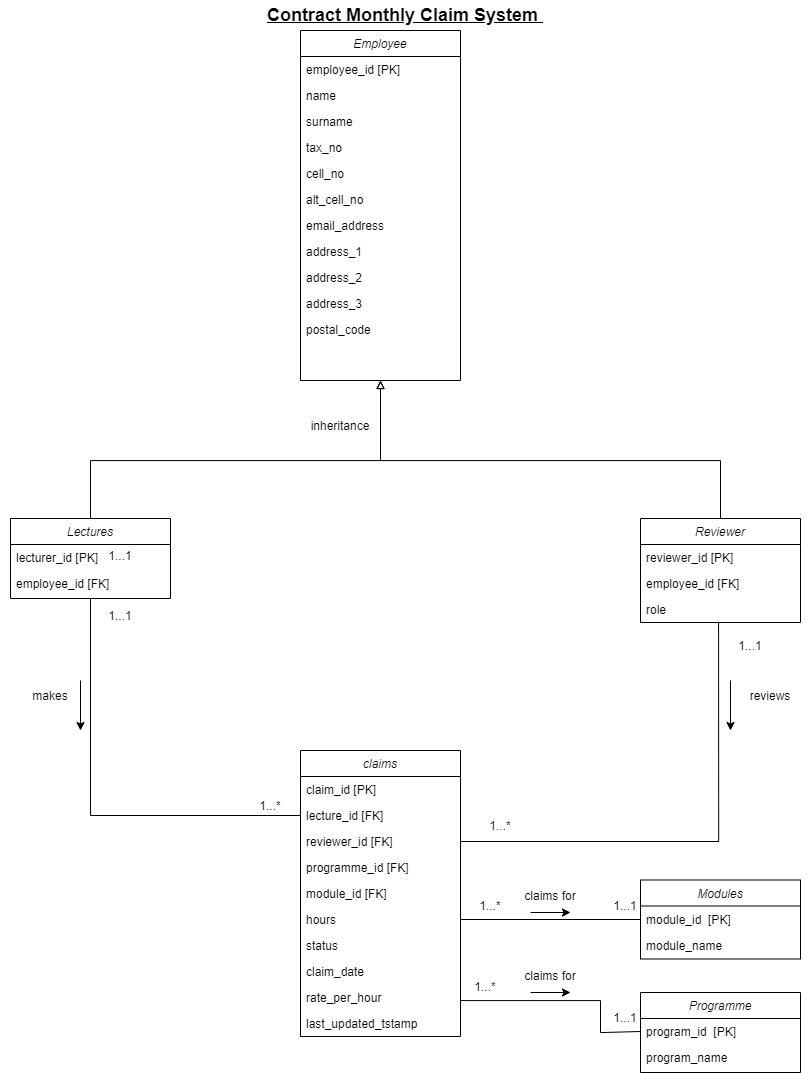 Contract Monthly Claim System
Employee
employee_id [PK]
name
surname
tax_no
cell_no
alt_cell_no
email_address
address_1
address_2
address_3
postal_code
inheritance
Lectures
lecturer_id [PK] 1...1
employee_id [FK]
1...1
makes
1...*
Reviewer
reviewer_id [PK]
employee_id [FK]
role
1...1
reviews
1...*
claims
claim_id [PK]
lecture_id [FK]
reviewer_id [FK]
programme_id [FK]
module_id [FK]
hours
status
claim_date
rate_per_hour
last_updated_tstamp
claims for
1...* 1...1
Modules
module_id [PK]
module_name
claims for
1...* 1...1
Programme
program_id [PK]
program_name